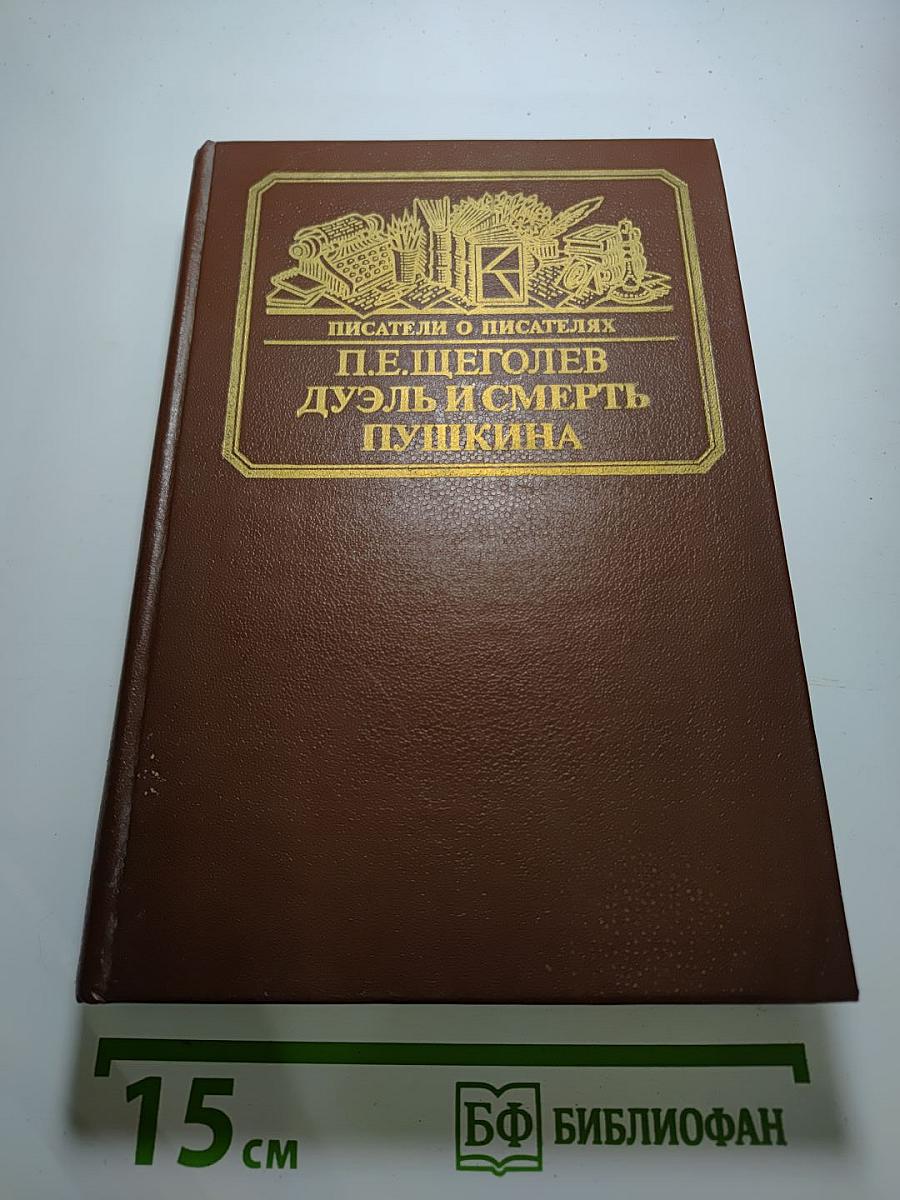 ПИСАТЕЛИ О ПИСАТЕЛЯХ
П.Е.ЩЕГОЛЕВ
ДУЭЛЬ И СМЕРТЬ
ПУШКИНА
15 см
БФ БИБЛИОФАН